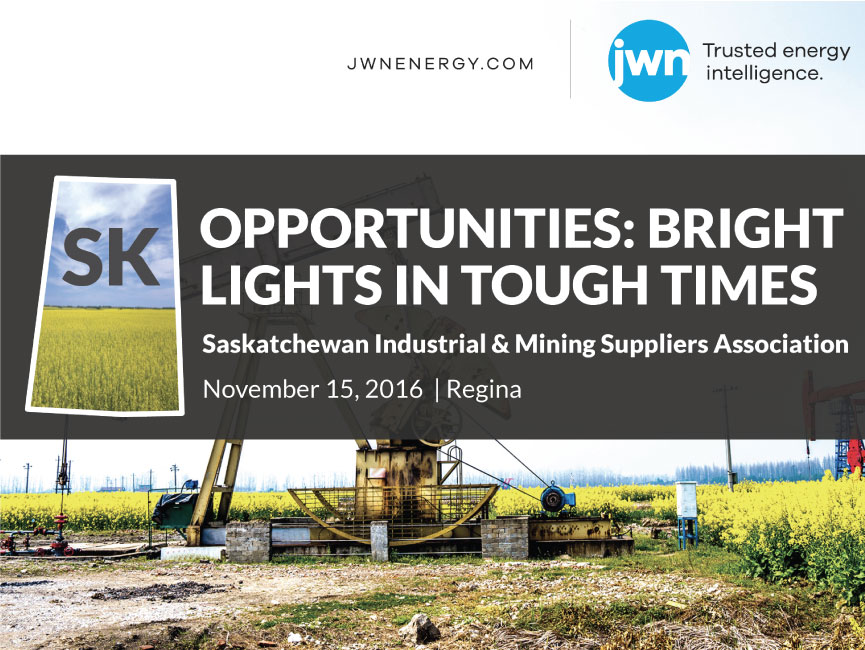 JWNENERGY.COM
jwn
Trusted energy
intelligence.
SK
OPPORTUNITIES: BRIGHT
LIGHTS IN TOUGH TIMES
Saskatchewan Industrial & Mining Suppliers Association
November 15, 2016 | Regina